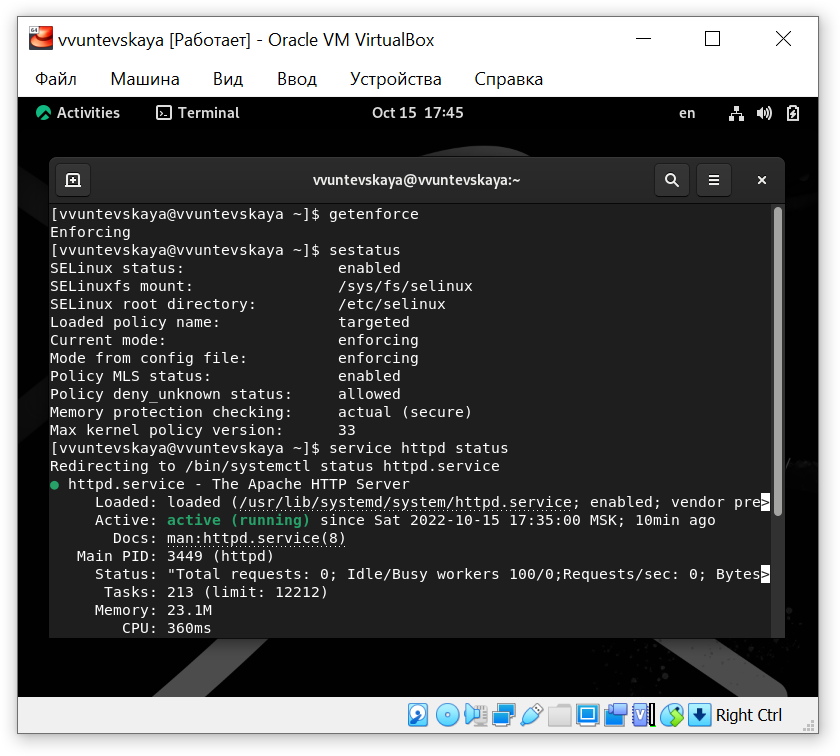 64
vvuntevskaya [Работает] - Oracle VM VirtualBox
Файл Машина Вид Ввод Устройства Справка
Activities Terminal Oct 15 17:45 en
vvuntevskaya@vvuntevskaya:~
[vvuntevskaya@vvuntevskaya ~]$ getenforce
Enforcing
[vvuntevskaya@vvuntevskaya ~]$ sestatus
SELinux status:                 enabled
SELinuxfs mount:                /sys/fs/selinux
SELinux root directory:         /etc/selinux
Loaded policy name:             targeted
Current mode:                   enforcing
Mode from config file:          enforcing
Policy MLS status:              enabled
Policy deny_unknown status:     allowed
Memory protection checking:     actual (secure)
Max kernel policy version:      33
[vvuntevskaya@vvuntevskaya ~]$ service httpd status
Redirecting to /bin/systemctl status httpd.service
● httpd.service - The Apache HTTP Server
     Loaded: loaded (/usr/lib/systemd/system/httpd.service; enabled; vendor pre>
     Active: active (running) since Sat 2022-10-15 17:35:00 MSK; 10min ago
       Docs: man:httpd.service(8)
   Main PID: 3449 (httpd)
     Status: "Total requests: 0; Idle/Busy workers 100/0;Requests/sec: 0; Bytes>
      Tasks: 213 (limit: 12212)
     Memory: 23.1M
        CPU: 360ms
Right Ctrl